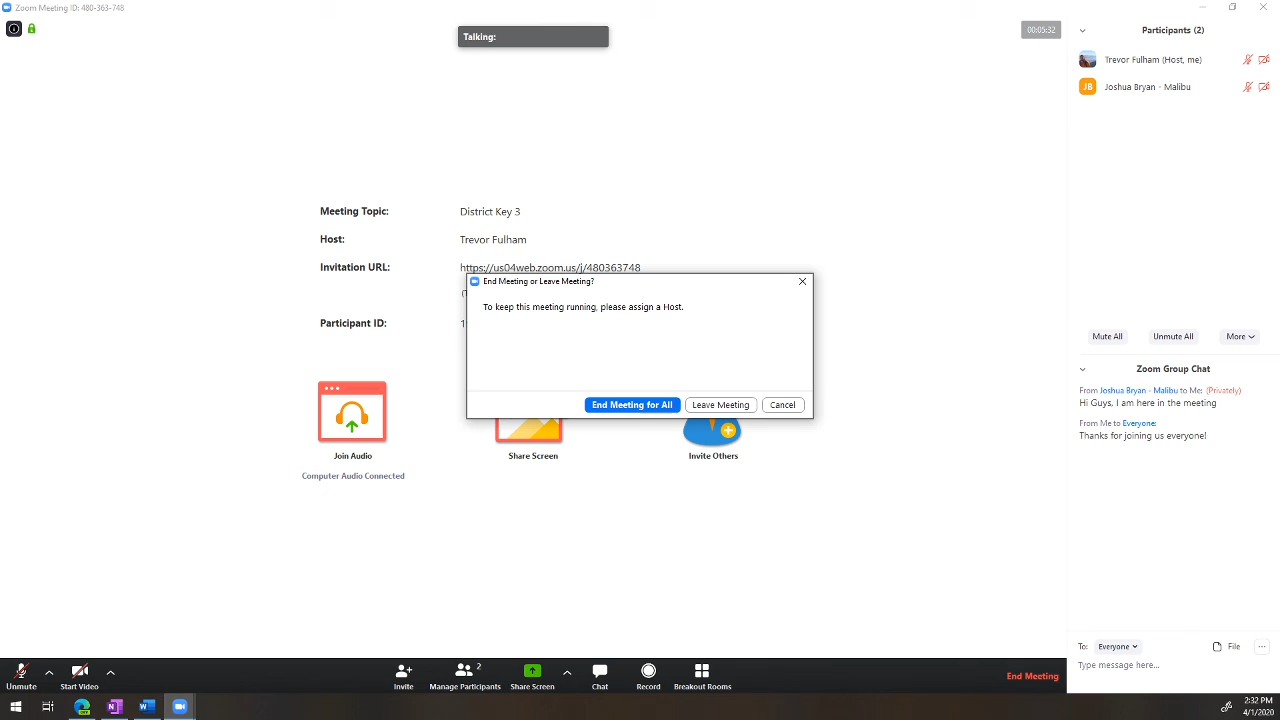 Zoom Meeting ID: 480-363-748
Talking:
00:05:32
Participants (2)
Trevor Fulham (Host, me)
JB Joshua Bryan - Malibu
Meeting Topic: District Key 3
Host: Trevor Fulham
Invitation URL: https://us04web.zoom.us/j/480363748
Participant ID:
End Meeting or Leave Meeting?
To keep this meeting running, please assign a Host.
End Meeting for All Leave Meeting Cancel
Join Audio Share Screen Invite Others
Computer Audio Connected
Mute All Unmute All More
Zoom Group Chat
From Joshua Bryan - Malibu to Me: (Privately)
Hi Guys, I am here in the meeting
From Me to Everyone:
Thanks for joining us everyone!
To: Everyone File
Type message here...
Unmute Start Video Invite Manage Participants 2 Share Screen Chat Record Breakout Rooms End Meeting
2:32 PM
4/1/2020